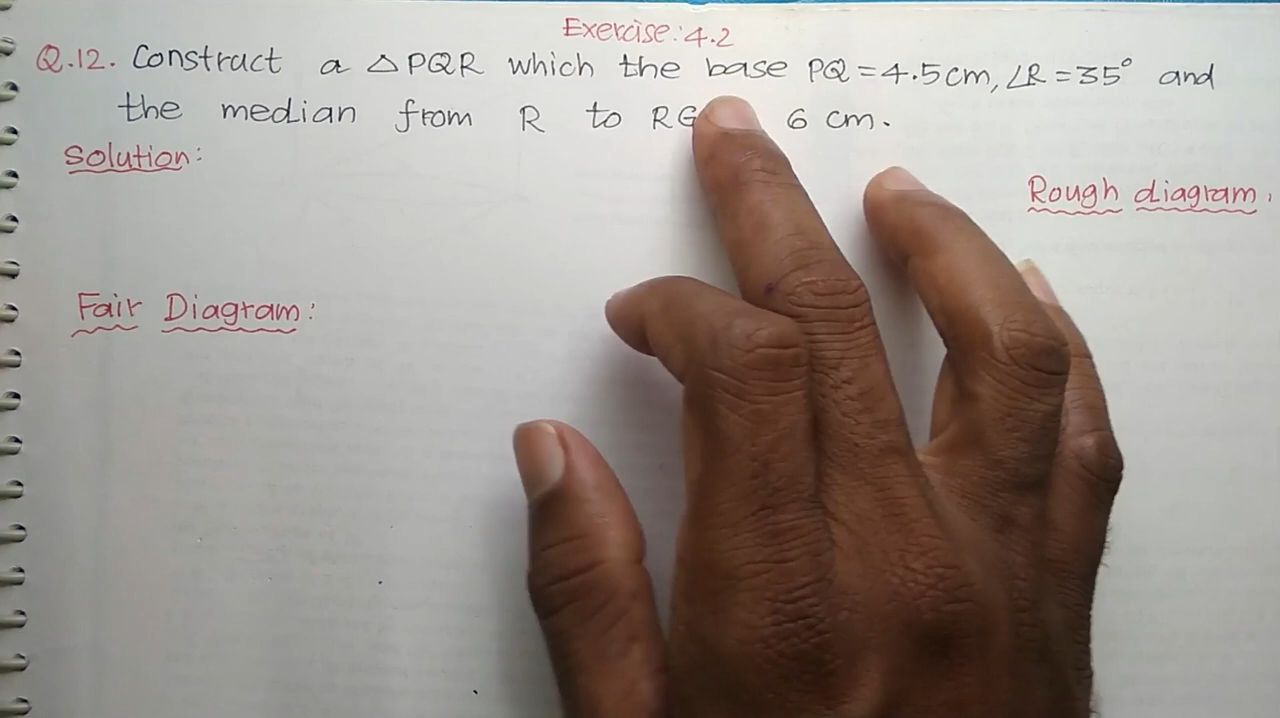 Exercise: 4.2
Q.12. Construct a △PQR which the base PQ = 4.5 cm, ∠R = 35° and
the median from R to RG 6 cm.
Solution:
Rough diagram.
Fair Diagram: